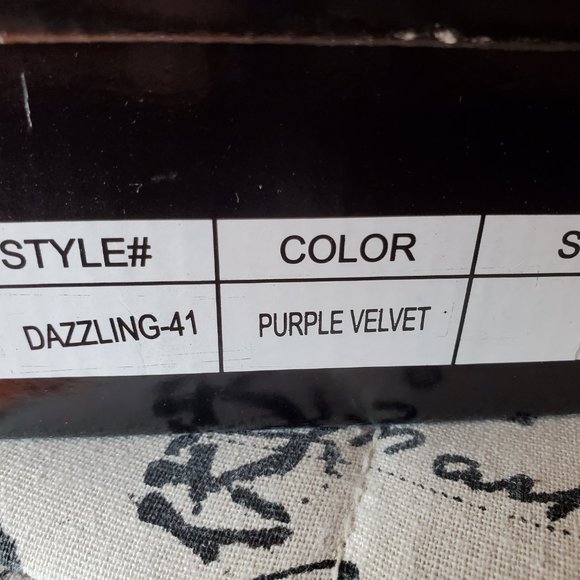 STYLE# COLOR S
DAZZLING-41 PURPLE VELVET